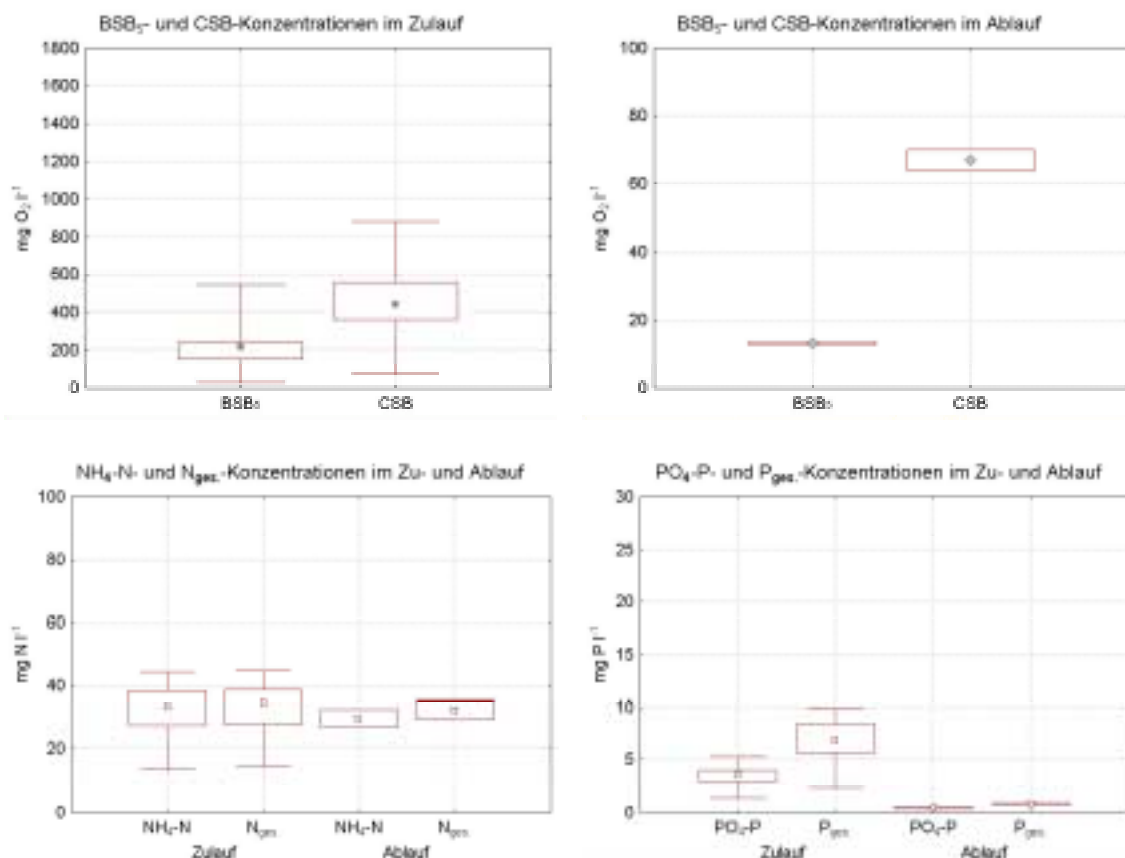 BSB₅- und CSB-Konzentrationen im Zulauf
1800
1600
1400
1200
1000
800
600
400
200
0
mg O₂ l⁻¹
BSB₅ CSB
BSB₅- und CSB-Konzentrationen im Ablauf
100
80
60
40
20
0
mg O₂ l⁻¹
BSB₅ CSB
NH₄-N- und Nges.-Konzentrationen im Zu- und Ablauf
100
80
60
40
20
0
mg N l⁻¹
NH₄-N Nges. NH₄-N Nges.
Zulauf Ablauf
PO₄-P- und Pges.-Konzentrationen im Zu- und Ablauf
30
25
20
15
10
5
0
mg P l⁻¹
PO₄-P Pges. PO₄-P Pges.
Zulauf Ablauf